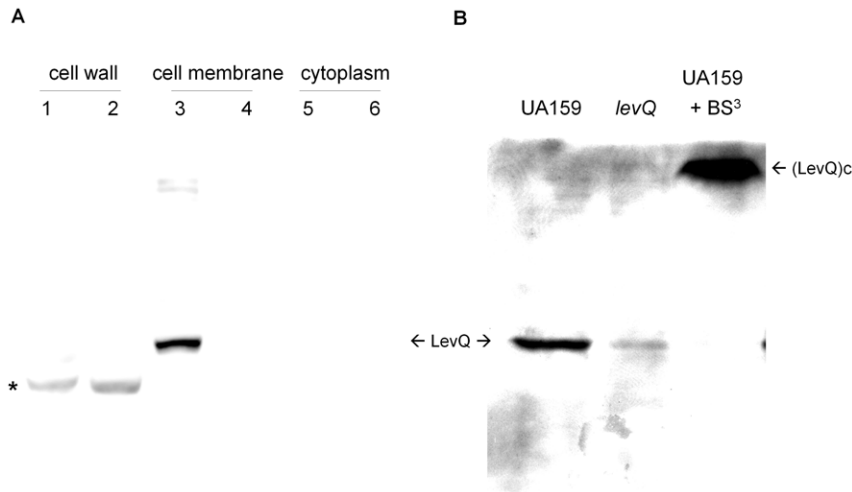 A
B
cell wall cell membrane cytoplasm
1 2 3 4 5 6
UA159 levQ UA159
+ BS³
← (LevQ)c
← LevQ →
*